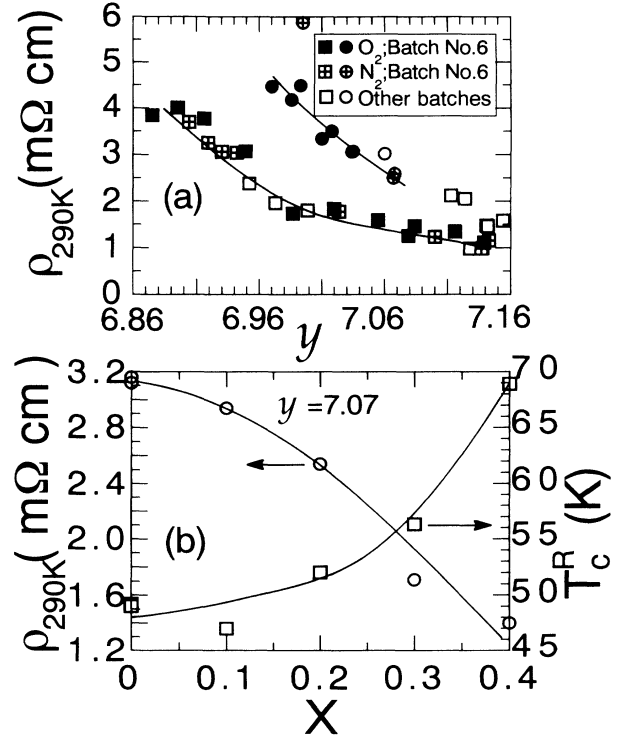 6
5
4
3
2
1
0
ρ290K(mΩ cm)
O2;Batch No.6
N2;Batch No.6
Other batches
(a)
6.86 6.96 7.06 7.16
y
3.2
2.8
2.4
2.0
1.6
1.2
ρ290K( mΩ cm)
y =7.07
(b)
70
65
60
55
50
45
TcR (K)
0 0.1 0.2 0.3 0.4
X